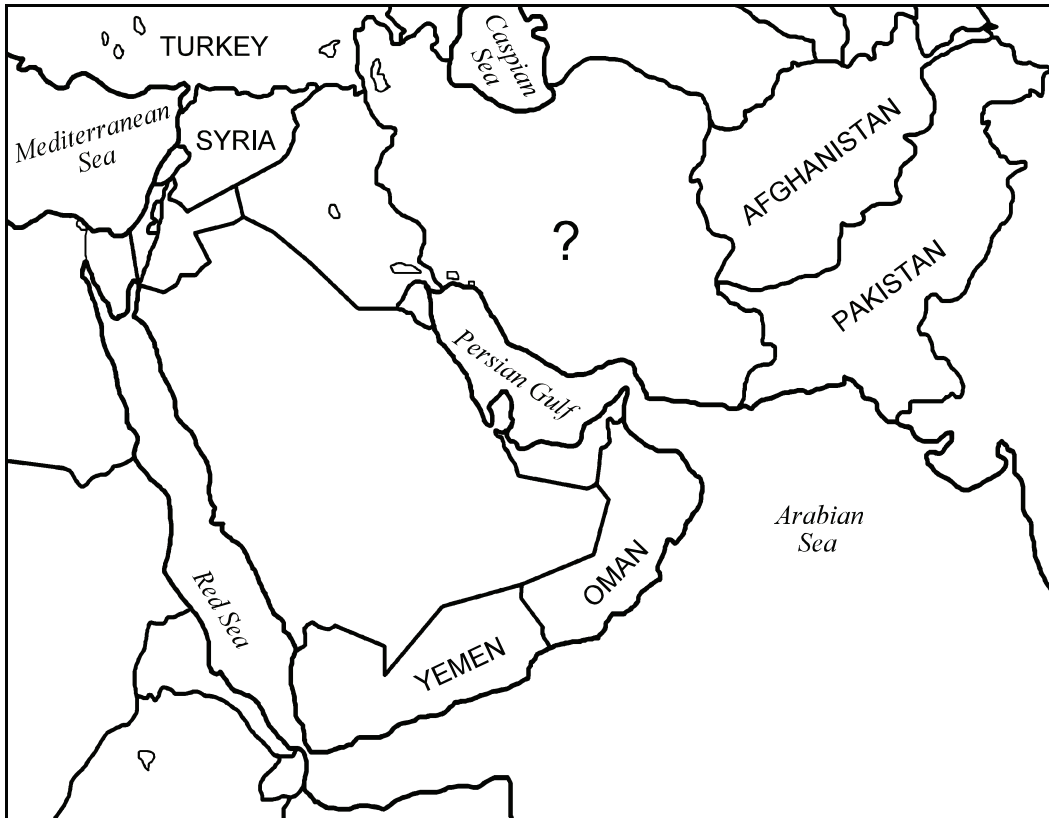 TURKEY
Caspian
Sea
Mediterranean
Sea
SYRIA
AFGHANISTAN
?
PAKISTAN
Persian Gulf
Arabian
Sea
OMAN
Red Sea
YEMEN